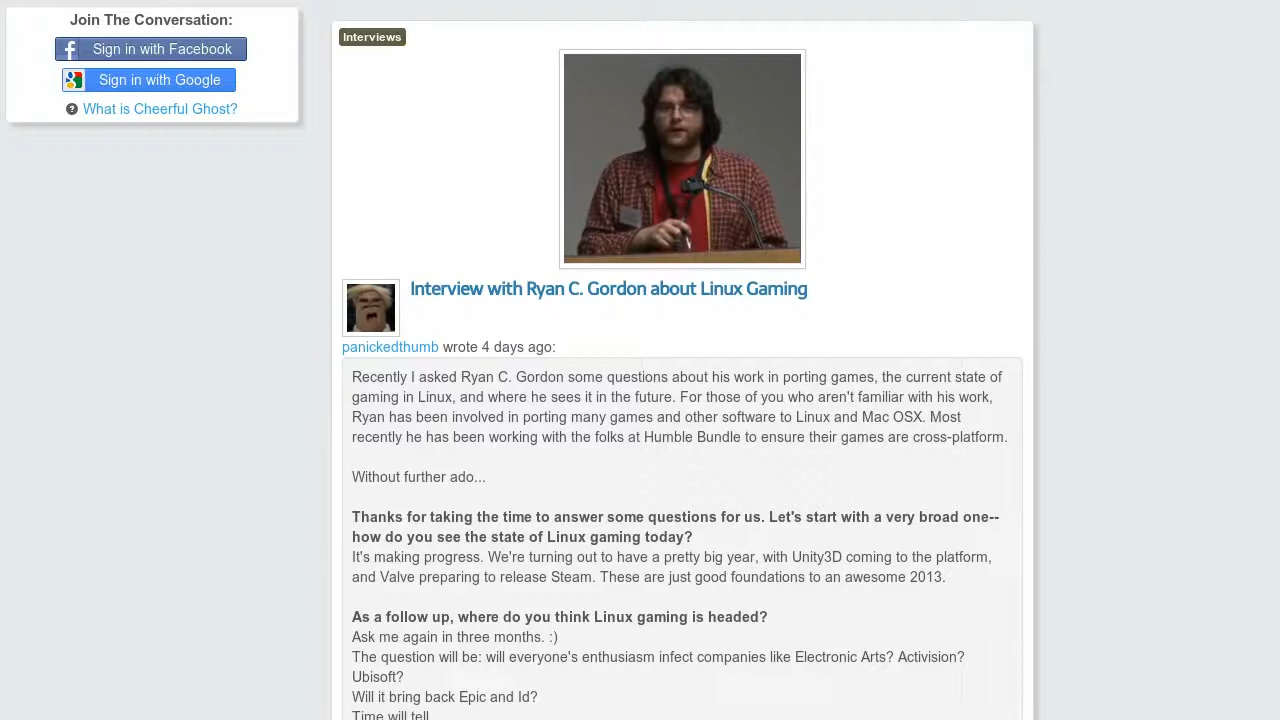 Join The Conversation:
Sign in with Facebook
Sign in with Google
What is Cheerful Ghost?
Interviews
Interview with Ryan C. Gordon about Linux Gaming
panickedthumb wrote 4 days ago:
Recently I asked Ryan C. Gordon some questions about his work in porting games, the current state of
gaming in Linux, and where he sees it in the future. For those of you who aren't familiar with his work,
Ryan has been involved in porting many games and other software to Linux and Mac OSX. Most
recently he has been working with the folks at Humble Bundle to ensure their games are cross-platform.
Without further ado...
Thanks for taking the time to answer some questions for us. Let's start with a very broad one--
how do you see the state of Linux gaming today?
It's making progress. We're turning out to have a pretty big year, with Unity3D coming to the platform,
and Valve preparing to release Steam. These are just good foundations to an awesome 2013.
As a follow up, where do you think Linux gaming is headed?
Ask me again in three months. :)
The question will be: will everyone's enthusiasm infect companies like Electronic Arts? Activision?
Ubisoft?
Will it bring back Epic and Id?
Time will tell